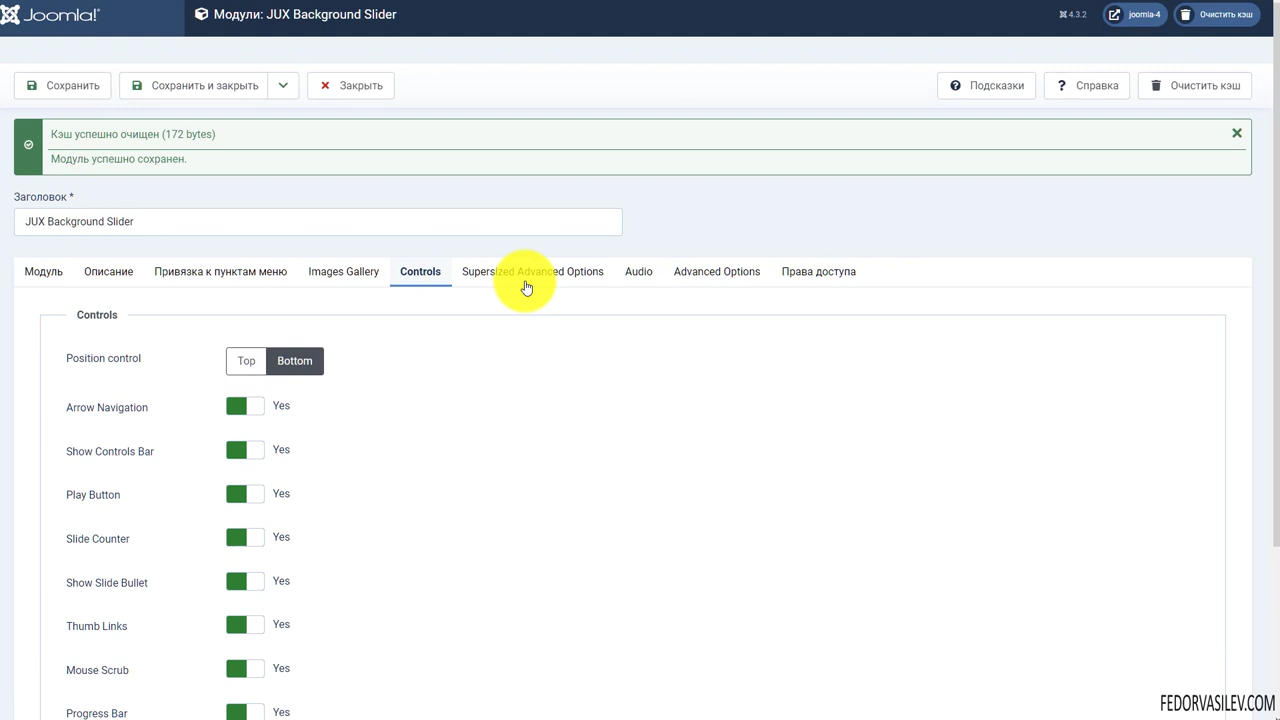 Joomla!®
Модули: JUX Background Slider
4.3.2
joomla-4
Очистить кэш
Сохранить
Сохранить и закрыть
Закрыть
Подсказки
Справка
Очистить кэш
Кэш успешно очищен (172 bytes)
Модуль успешно сохранен.
Заголовок *
JUX Background Slider
Модуль
Описание
Привязка к пунктам меню
Images Gallery
Controls
Supersized Advanced Options
Audio
Advanced Options
Права доступа
Controls
Position control
Top
Bottom
Arrow Navigation
Yes
Show Controls Bar
Yes
Play Button
Yes
Slide Counter
Yes
Show Slide Bullet
Yes
Thumb Links
Yes
Mouse Scrub
Yes
Progress Bar
Yes
FEDORVASILEV.COM